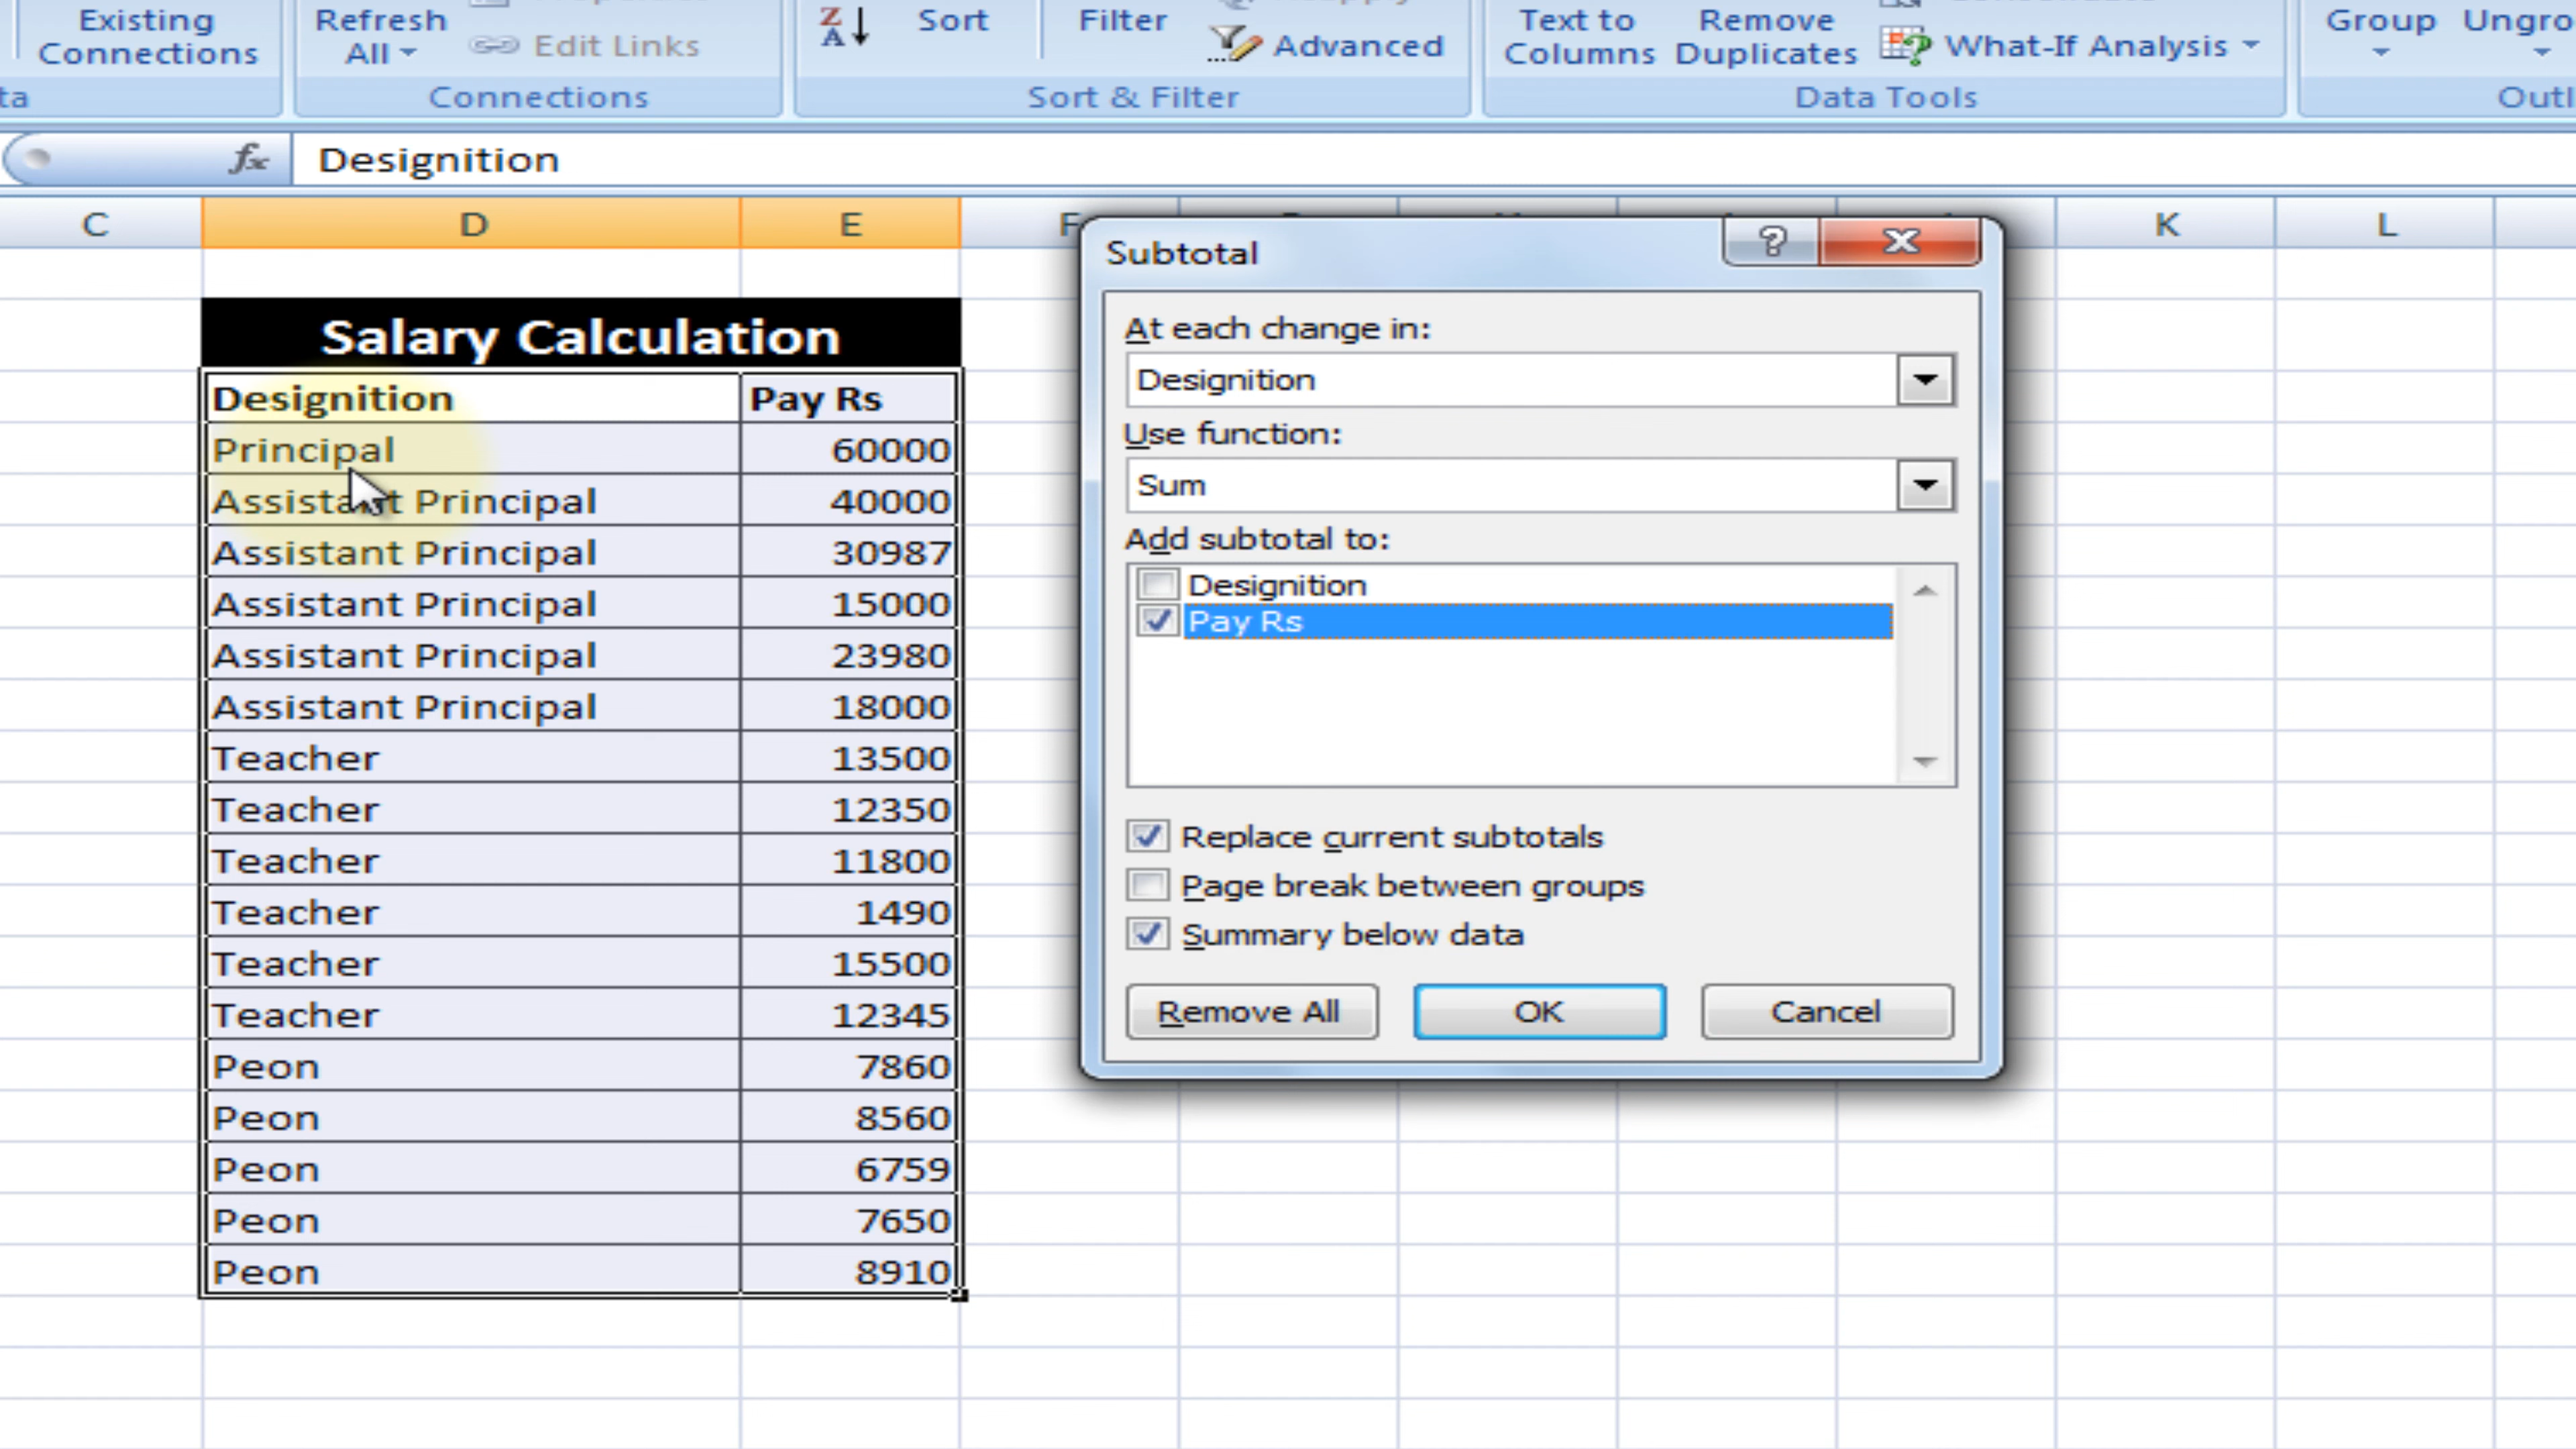 Existing
Connections
Refresh
All
Edit Links
Z
A
Sort
Filter
Advanced
Text to
Columns
Remove
Duplicates
What-If Analysis
Group
Ungro
ta
Connections
Sort & Filter
Data Tools
Outl
fx
Designition
C D E F K L
Salary Calculation
Designition Pay Rs
Principal 60000
Assistant Principal 40000
Assistant Principal 30987
Assistant Principal 15000
Assistant Principal 23980
Assistant Principal 18000
Teacher 13500
Teacher 12350
Teacher 11800
Teacher 1490
Teacher 15500
Teacher 12345
Peon 7860
Peon 8560
Peon 6759
Peon 7650
Peon 8910
Subtotal
?
At each change in:
Designition
Use function:
Sum
Add subtotal to:
Designition
Pay Rs
Replace current subtotals
Page break between groups
Summary below data
Remove All OK Cancel